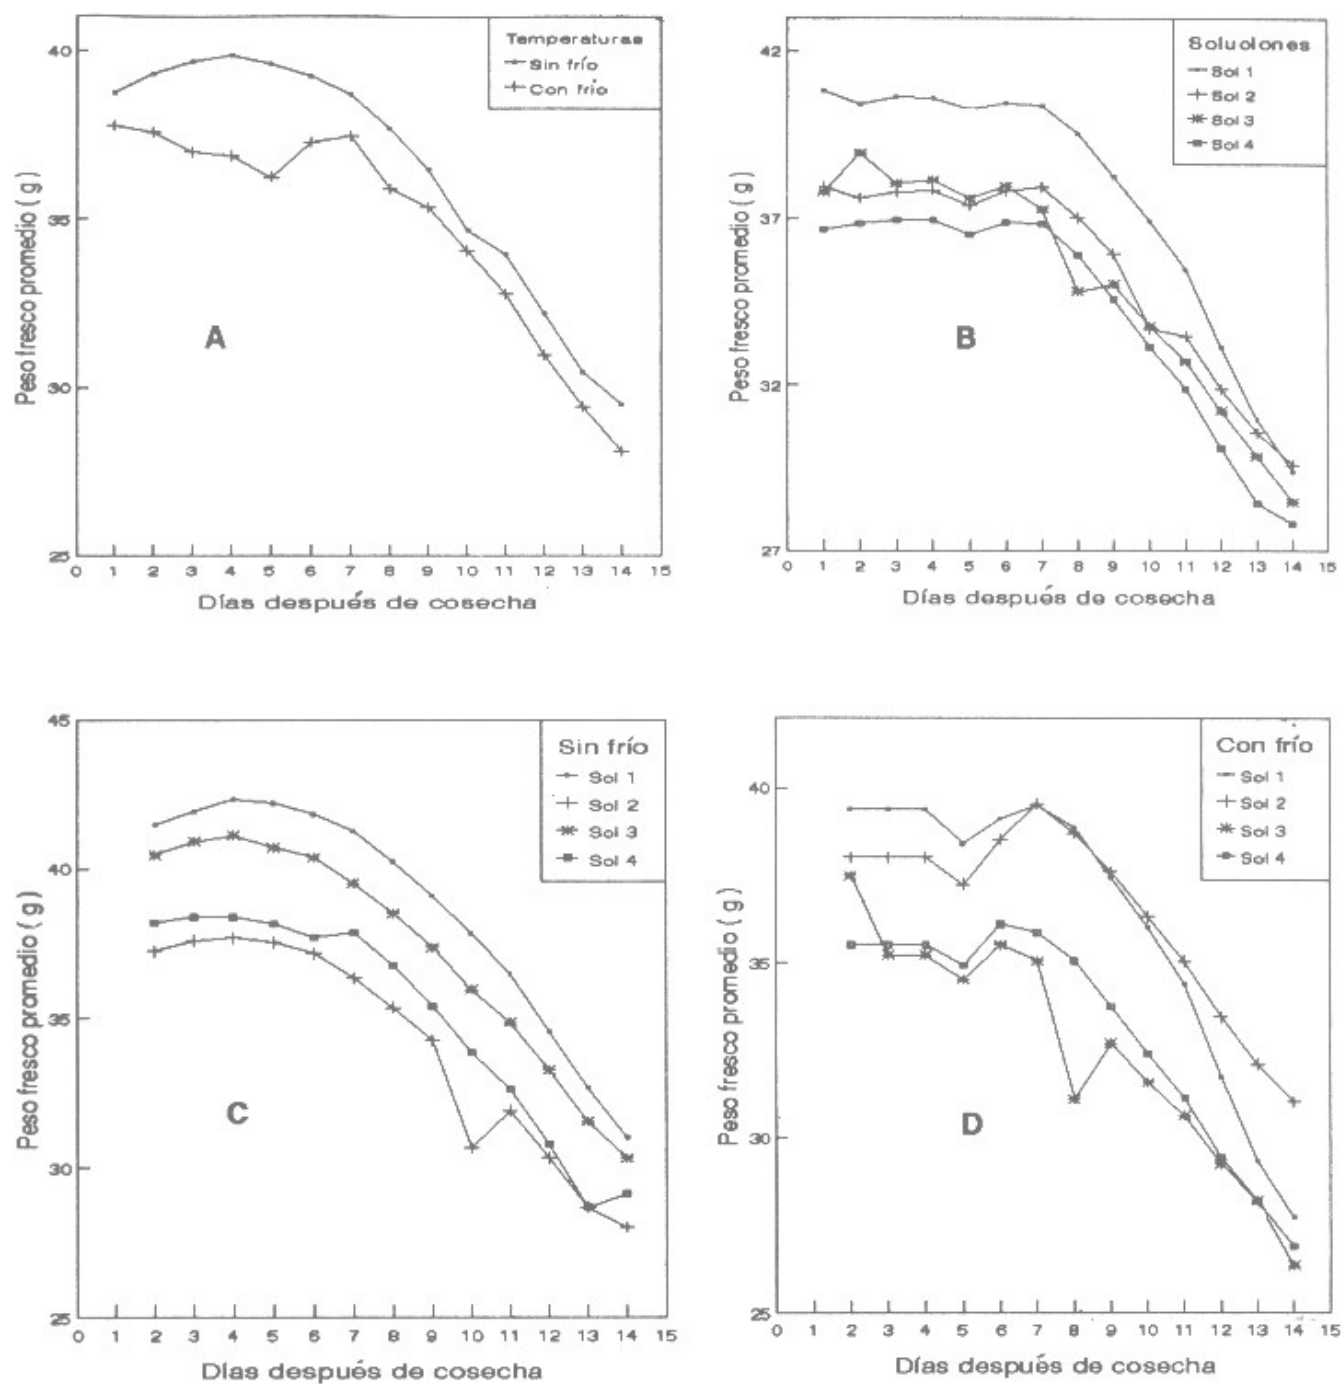 Temperaturas
Sin frío
Con frío
40
35
30
25
0 1 2 3 4 5 6 7 8 9 10 11 12 13 14 15
Peso fresco promedio ( g )
Días después de cosecha
A
Soluciones
Sol 1
Sol 2
Sol 3
Sol 4
42
37
32
27
0 1 2 3 4 5 6 7 8 9 10 11 12 13 14 15
Peso fresco promedio ( g )
Días después de cosecha
B
Sin frío
Sol 1
Sol 2
Sol 3
Sol 4
45
40
35
30
25
0 1 2 3 4 5 6 7 8 9 10 11 12 13 14 15
Peso fresco promedio ( g )
Días después de cosecha
C
Con frío
Sol 1
Sol 2
Sol 3
Sol 4
40
40
35
30
25
0 1 2 3 4 5 6 7 8 9 10 11 12 13 14 15
Peso fresco promedio ( g )
Días después de cosecha
D